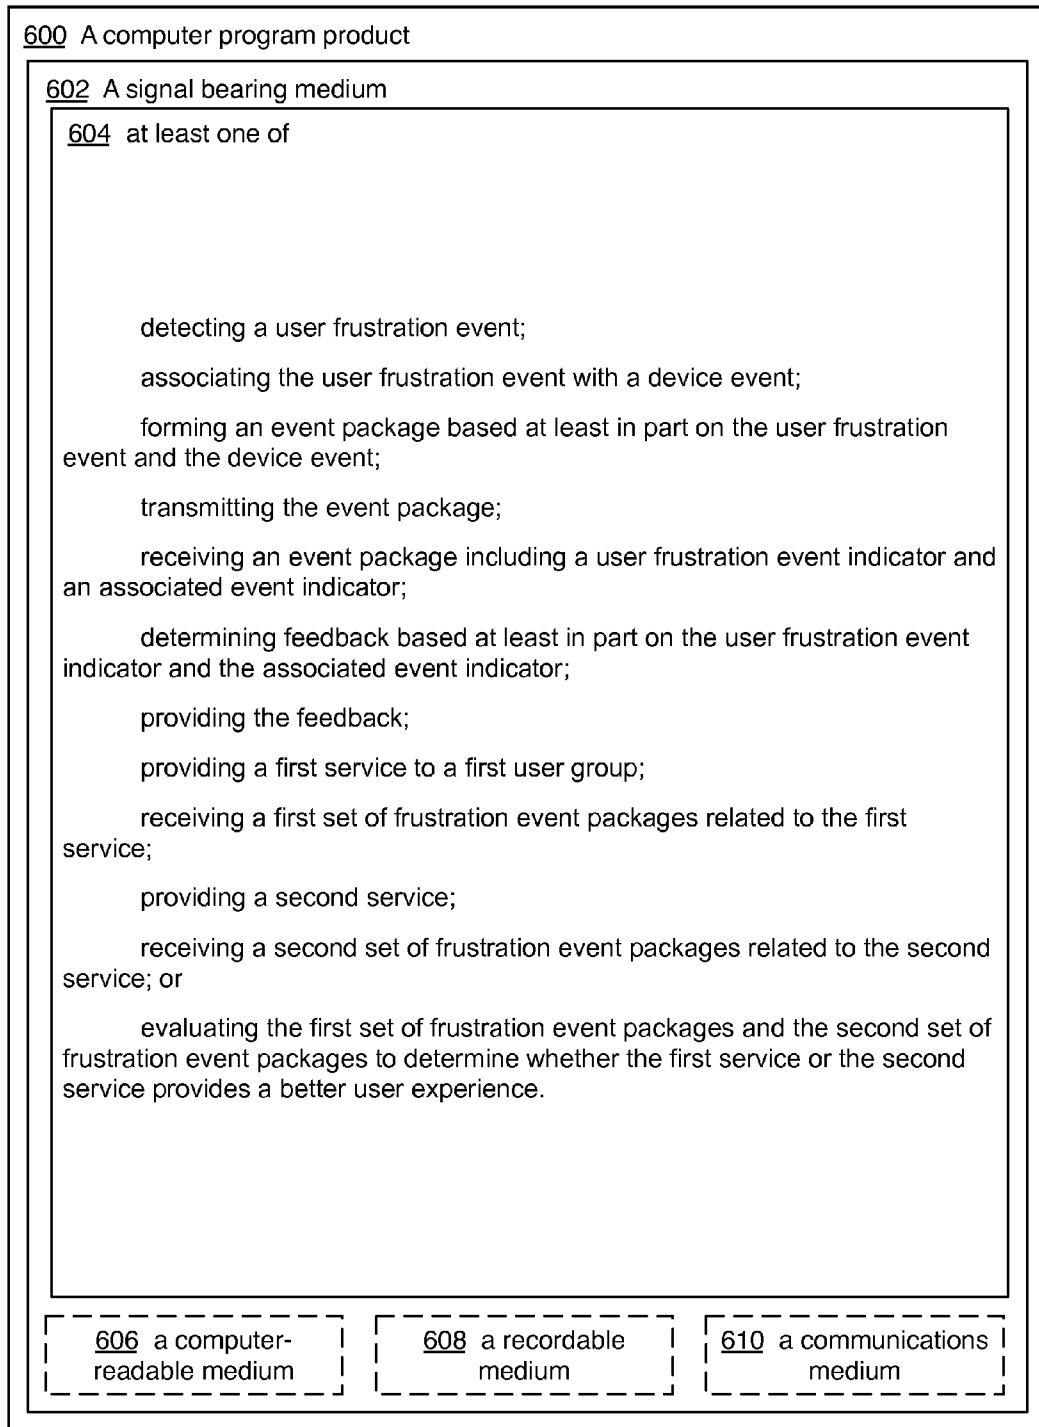 600 A computer program product
602 A signal bearing medium
604 at least one of
detecting a user frustration event;
associating the user frustration event with a device event;
forming an event package based at least in part on the user frustration
event and the device event;
transmitting the event package;
receiving an event package including a user frustration event indicator and
an associated event indicator;
determining feedback based at least in part on the user frustration event
indicator and the associated event indicator;
providing the feedback;
providing a first service to a first user group;
receiving a first set of frustration event packages related to the first
service;
providing a second service;
receiving a second set of frustration event packages related to the second
service; or
evaluating the first set of frustration event packages and the second set of
frustration event packages to determine whether the first service or the second
service provides a better user experience.
606 a computer-
readable medium
608 a recordable
medium
610 a communications
medium